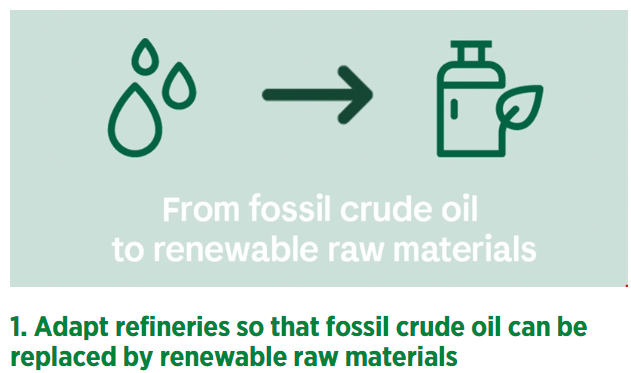 From fossil crude oil
to renewable raw materials
1. Adapt refineries so that fossil crude oil can be
replaced by renewable raw materials